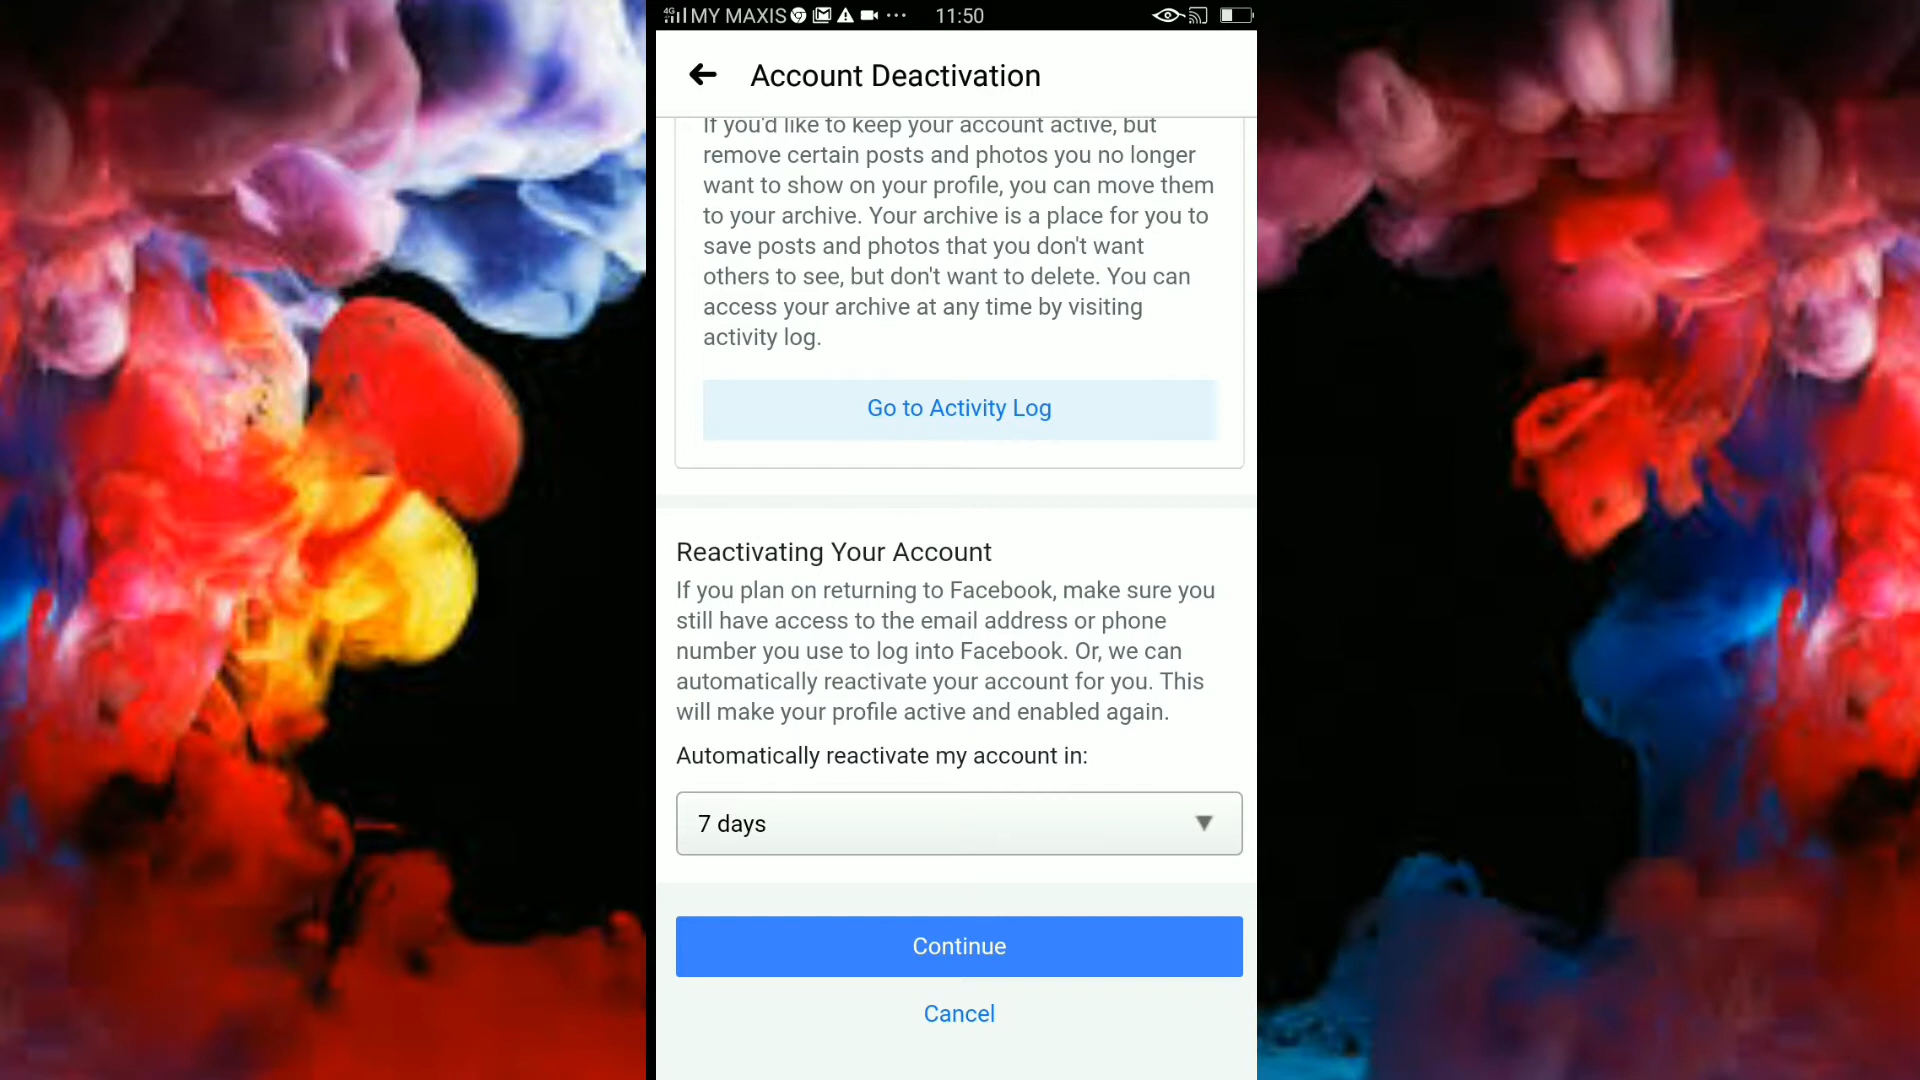 4G MY MAXIS 11:50
Account Deactivation
If you'd like to keep your account active, but
remove certain posts and photos you no longer
want to show on your profile, you can move them
to your archive. Your archive is a place for you to
save posts and photos that you don't want
others to see, but don't want to delete. You can
access your archive at any time by visiting
activity log.
Go to Activity Log
Reactivating Your Account
If you plan on returning to Facebook, make sure you
still have access to the email address or phone
number you use to log into Facebook. Or, we can
automatically reactivate your account for you. This
will make your profile active and enabled again.
Automatically reactivate my account in:
7 days
Continue
Cancel